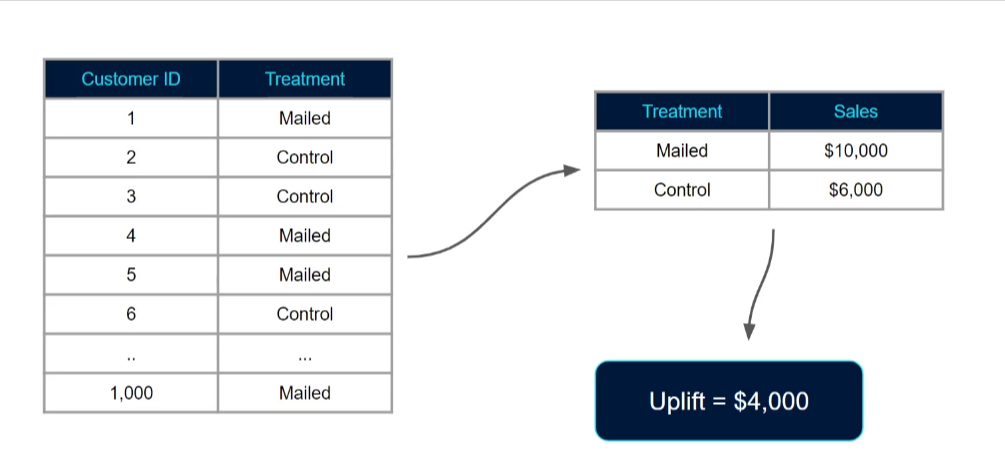 Customer ID Treatment
1 Mailed
2 Control
3 Control
4 Mailed
5 Mailed
6 Control
.. ...
1,000 Mailed
Treatment Sales
Mailed $10,000
Control $6,000
Uplift = $4,000